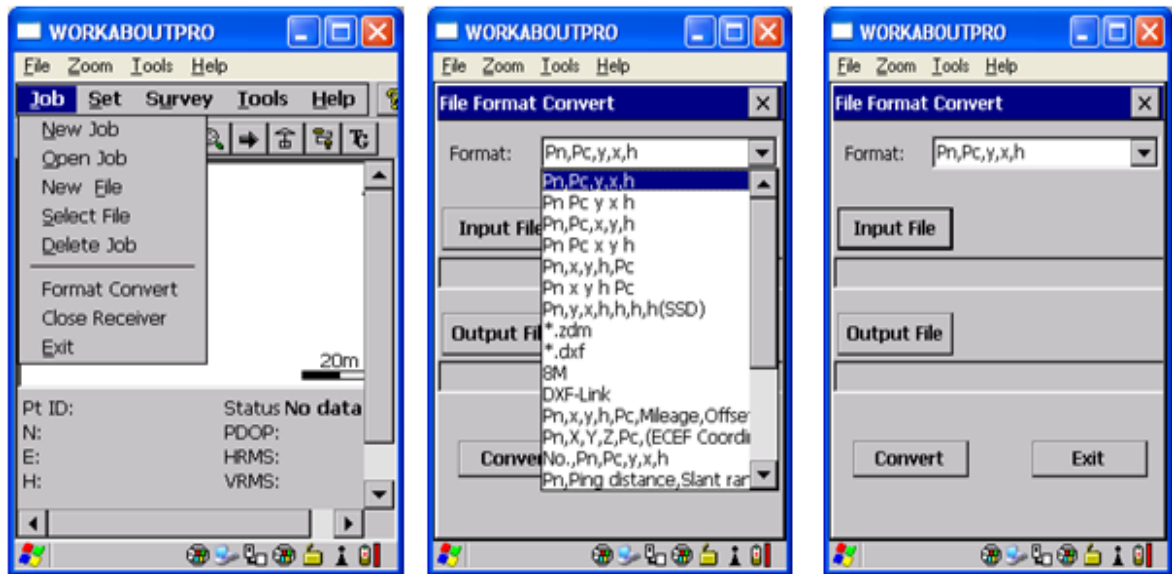 WORKABOUTPRO
File Zoom Tools Help
Job Set Survey Tools Help
New Job
Open Job
New File
Select File
Delete Job
Format Convert
Close Receiver
Exit
20m
Pt ID: Status No data
N: PDOP:
E: HRMS:
H: VRMS:
WORKABOUTPRO
File Zoom Tools Help
File Format Convert
Format: Pn,Pc,y,x,h
Pn,Pc,y,x,h
Pn Pc y x h
Input File
Pn,Pc,x,y,h
Pn Pc x y h
Pn,x,y,h,Pc
Pn x y h Pc
Pn,y,x,h,h,h,h(SSD)
Output Fil
*.zdm
*.dxf
8M
DXF-Link
Pn,x,y,h,Pc,Mileage,Offse
Pn,X,Y,Z,Pc,(ECEF Coordi
Conve
No.,Pn,Pc,y,x,h
Pn,Ping distance,Slant ran
WORKABOUTPRO
File Zoom Tools Help
File Format Convert
Format: Pn,Pc,y,x,h
Input File
Output File
Convert Exit